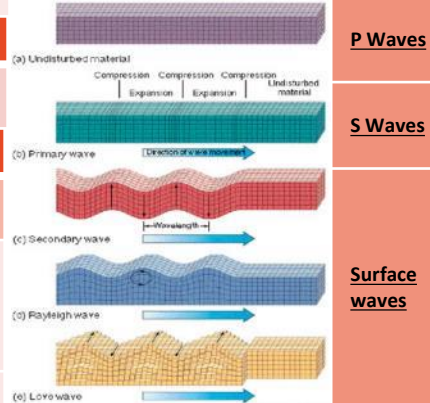 (a) Undisturbed material
Compression Compression Compression
Expansion Expansion
Undisturbed
material
(b) Primary wave
Direction of wave movement
Wavelength
(c) Secondary wave
(d) Rayleigh wave
(e) Love wave
P Waves
S Waves
Surface
waves